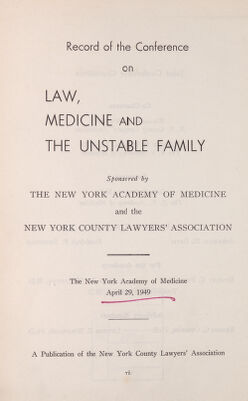 Record of the Conference
on
LAW,
MEDICINE AND
THE UNSTABLE FAMILY
Sponsored by
THE NEW YORK ACADEMY OF MEDICINE
and the
NEW YORK COUNTY LAWYERS' ASSOCIATION
The New York Academy of Medicine
April 29, 1949
A Publication of the New York County Lawyers' Association
vi